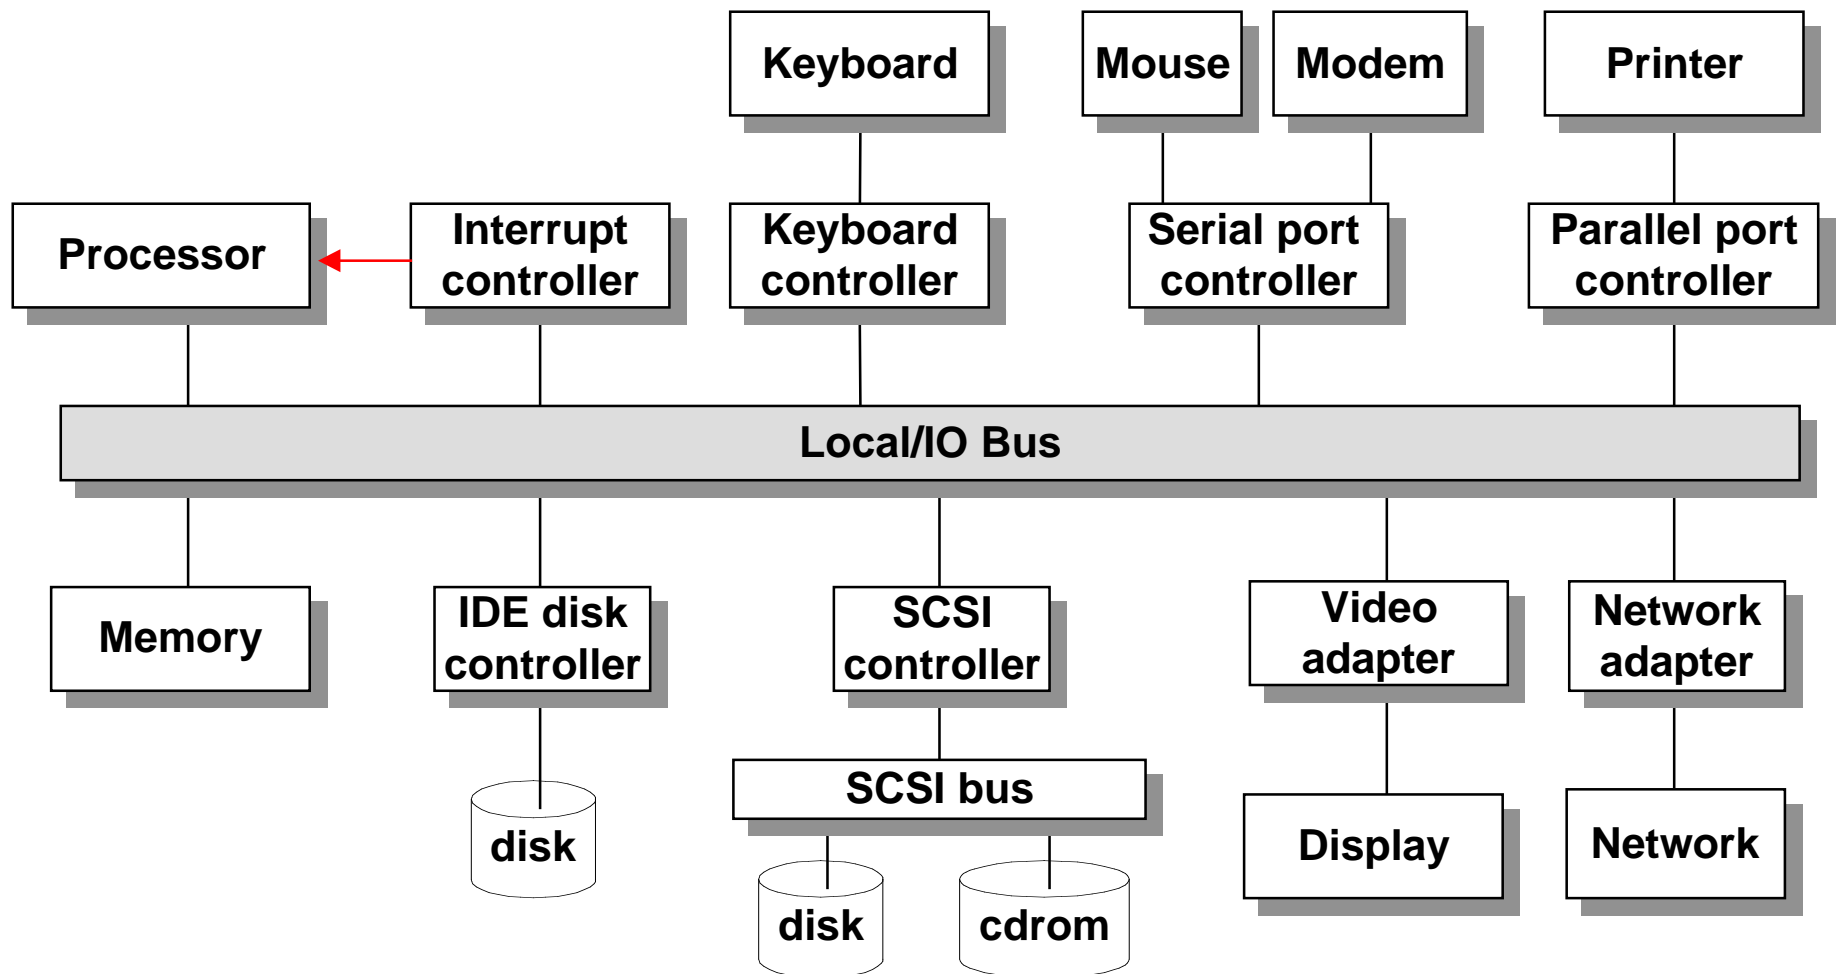 Keyboard
Mouse
Modem
Printer
Processor
Interrupt
controller
Keyboard
controller
Serial port
controller
Parallel port
controller
Local/IO Bus
Memory
IDE disk
controller
SCSI
controller
Video
adapter
Network
adapter
SCSI bus
disk
Display
Network
disk
cdrom